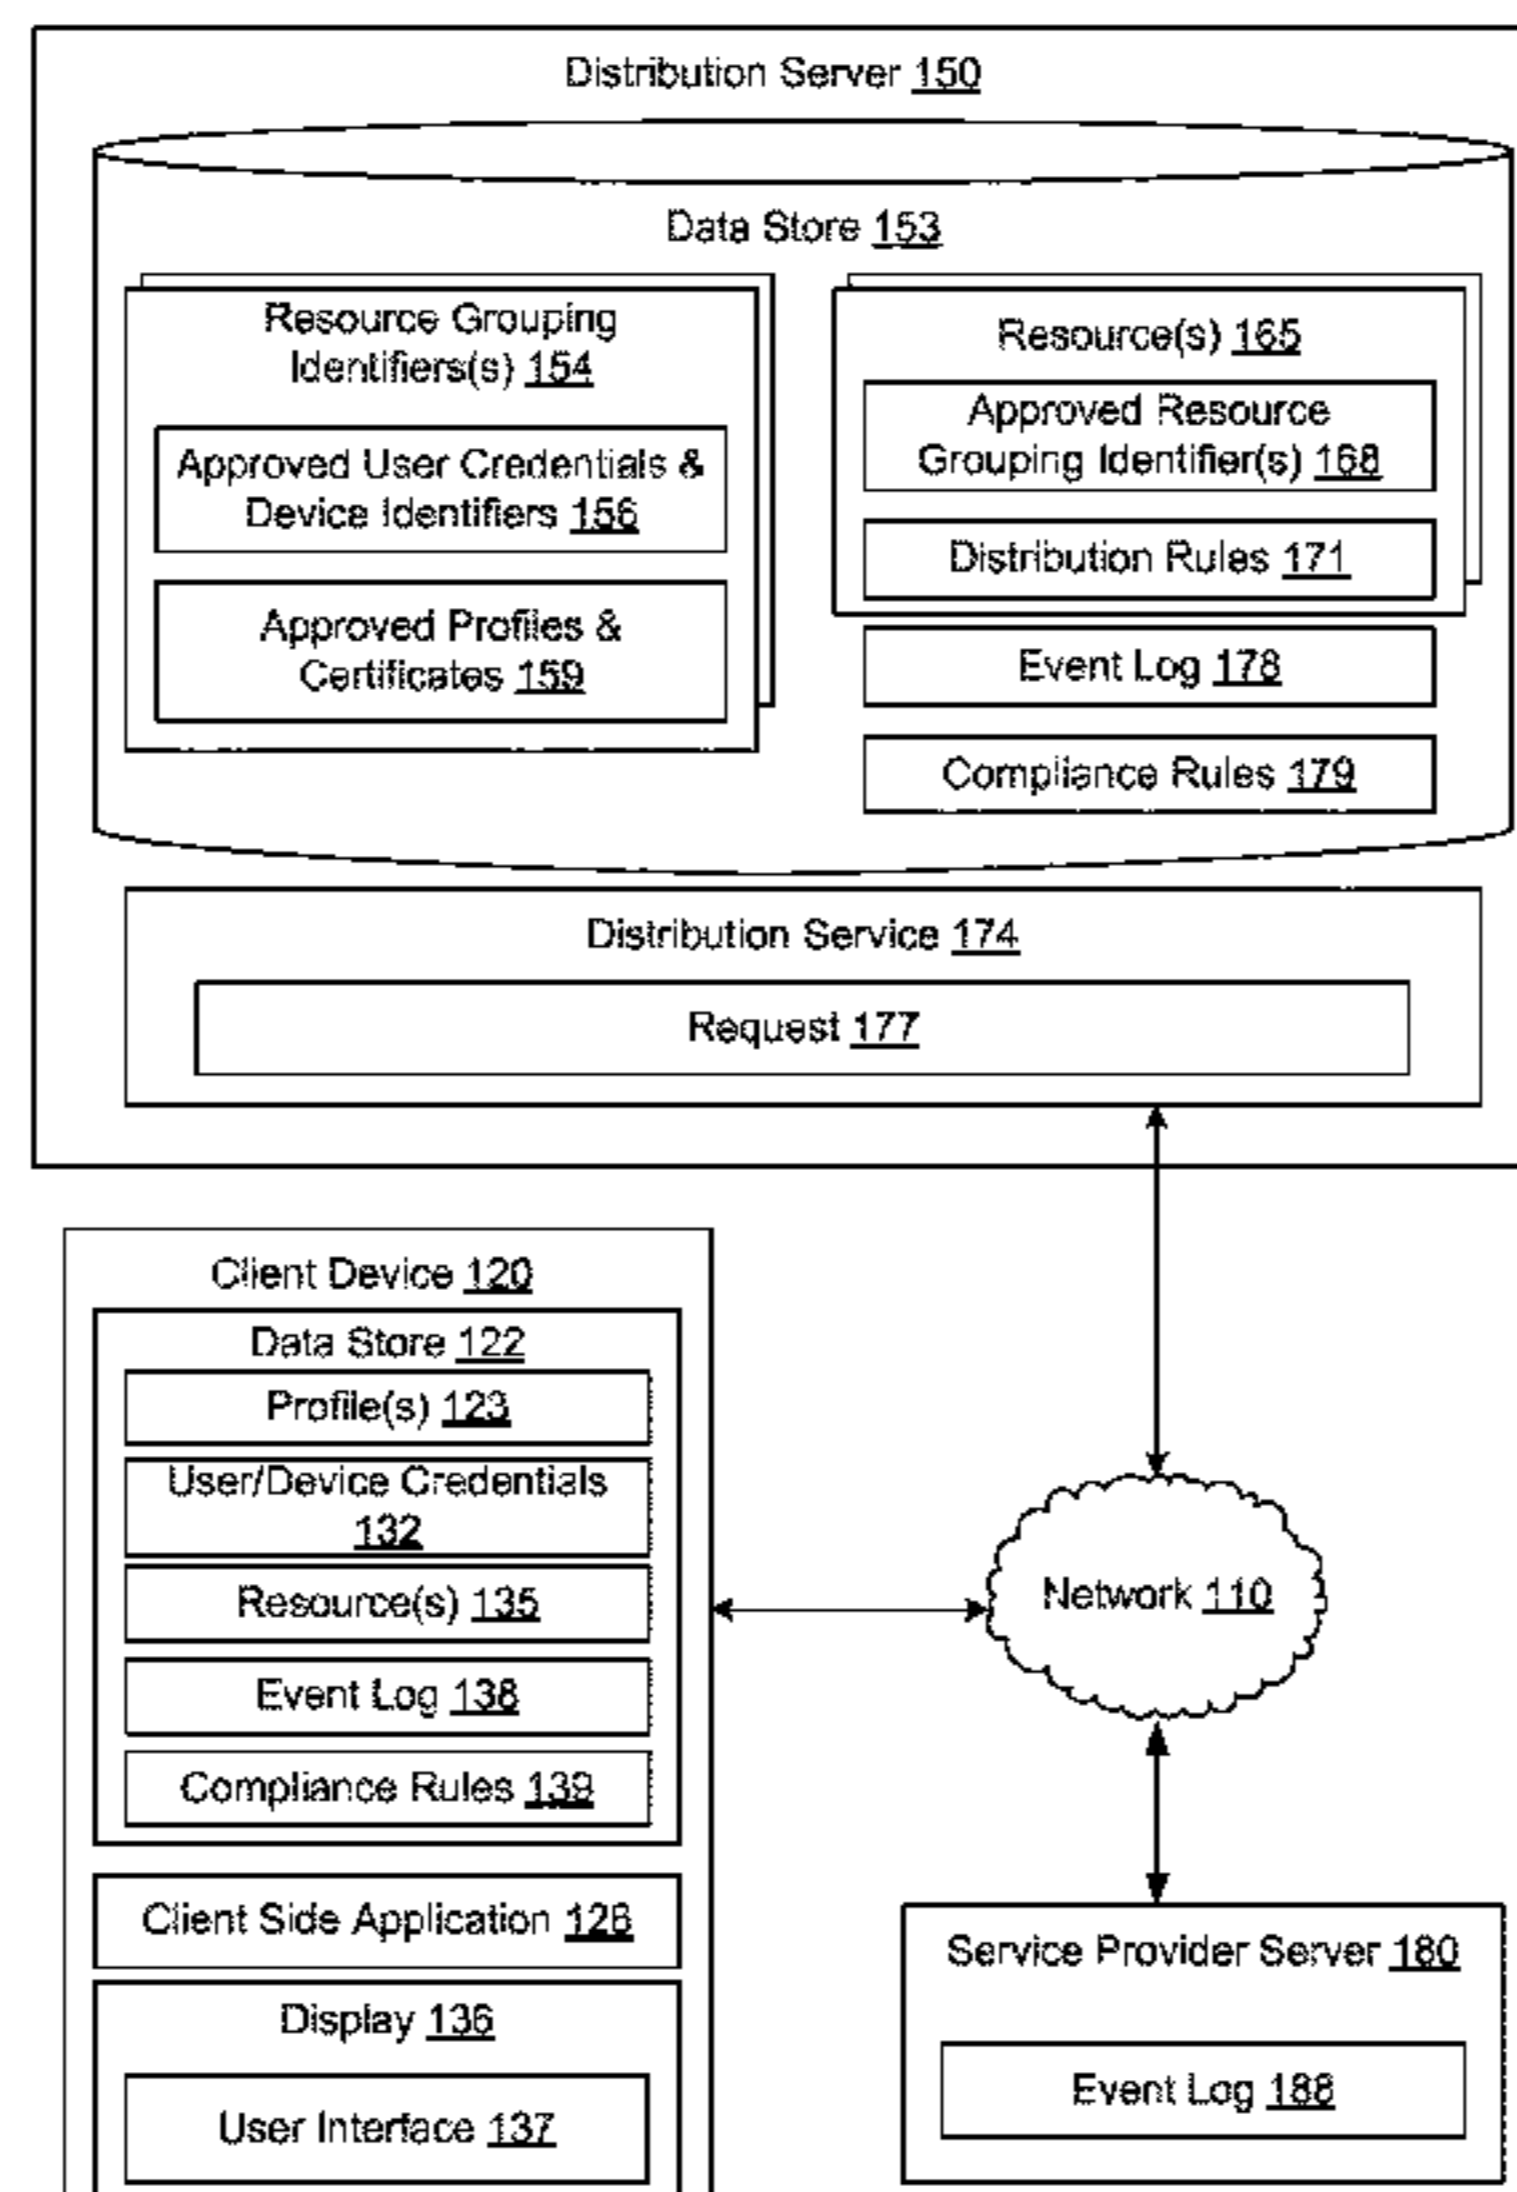 Distribution Server 150
Data Store 153
Resource Grouping
Identifiers(s) 154
Approved User Credentials &
Device Identifiers 156
Approved Profiles &
Certificates 159
Resource(s) 165
Approved Resource
Grouping Identifier(s) 168
Distribution Rules 171
Event Log 178
Compliance Rules 179
Distribution Service 174
Request 177
Client Device 120
Data Store 122
Profile(s) 123
User/Device Credentials
132
Resource(s) 135
Event Log 138
Compliance Rules 139
Client Side Application 126
Display 136
User Interface 137
Network 110
Service Provider Server 180
Event Log 188